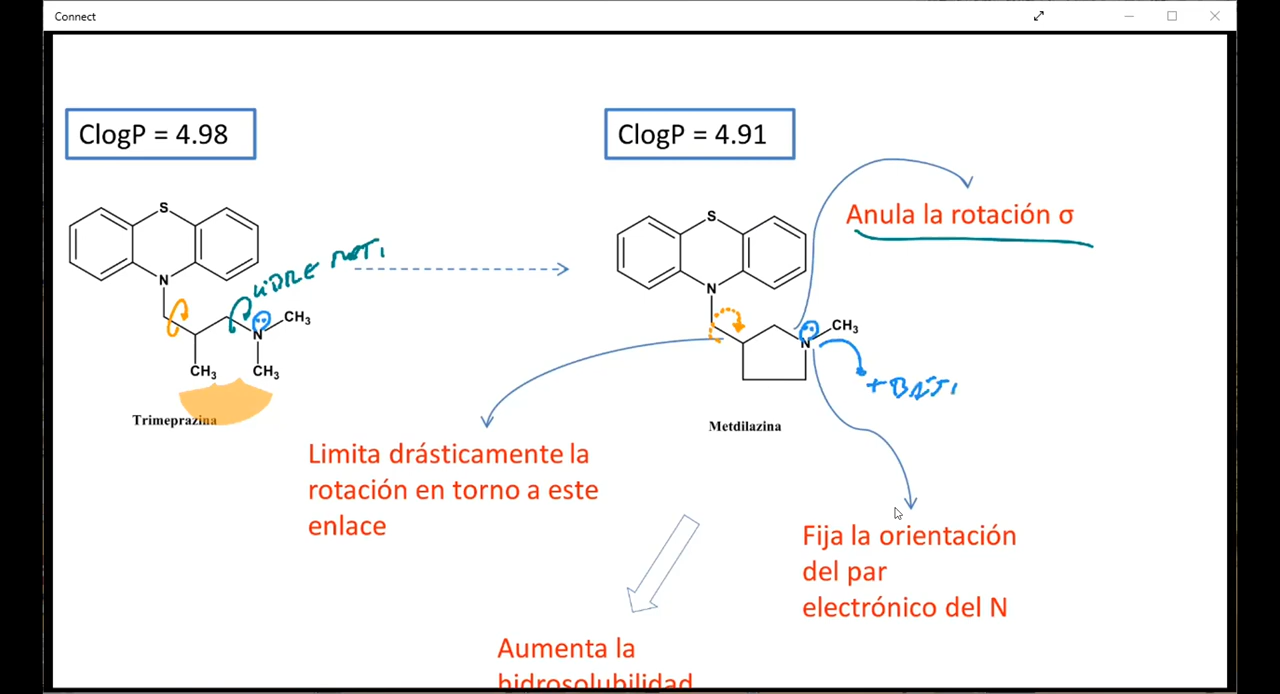 Connect
ClogP = 4.98
ClogP = 4.91
Anula la rotación σ
S
N
CH3
N
CH3
CH3
Trimeprazina
S
N
CH3
N
Metdilazina
Limita drásticamente la
rotación en torno a este
enlace
Fija la orientación
del par
electrónico del N
Aumenta la
hidrosolubilidad